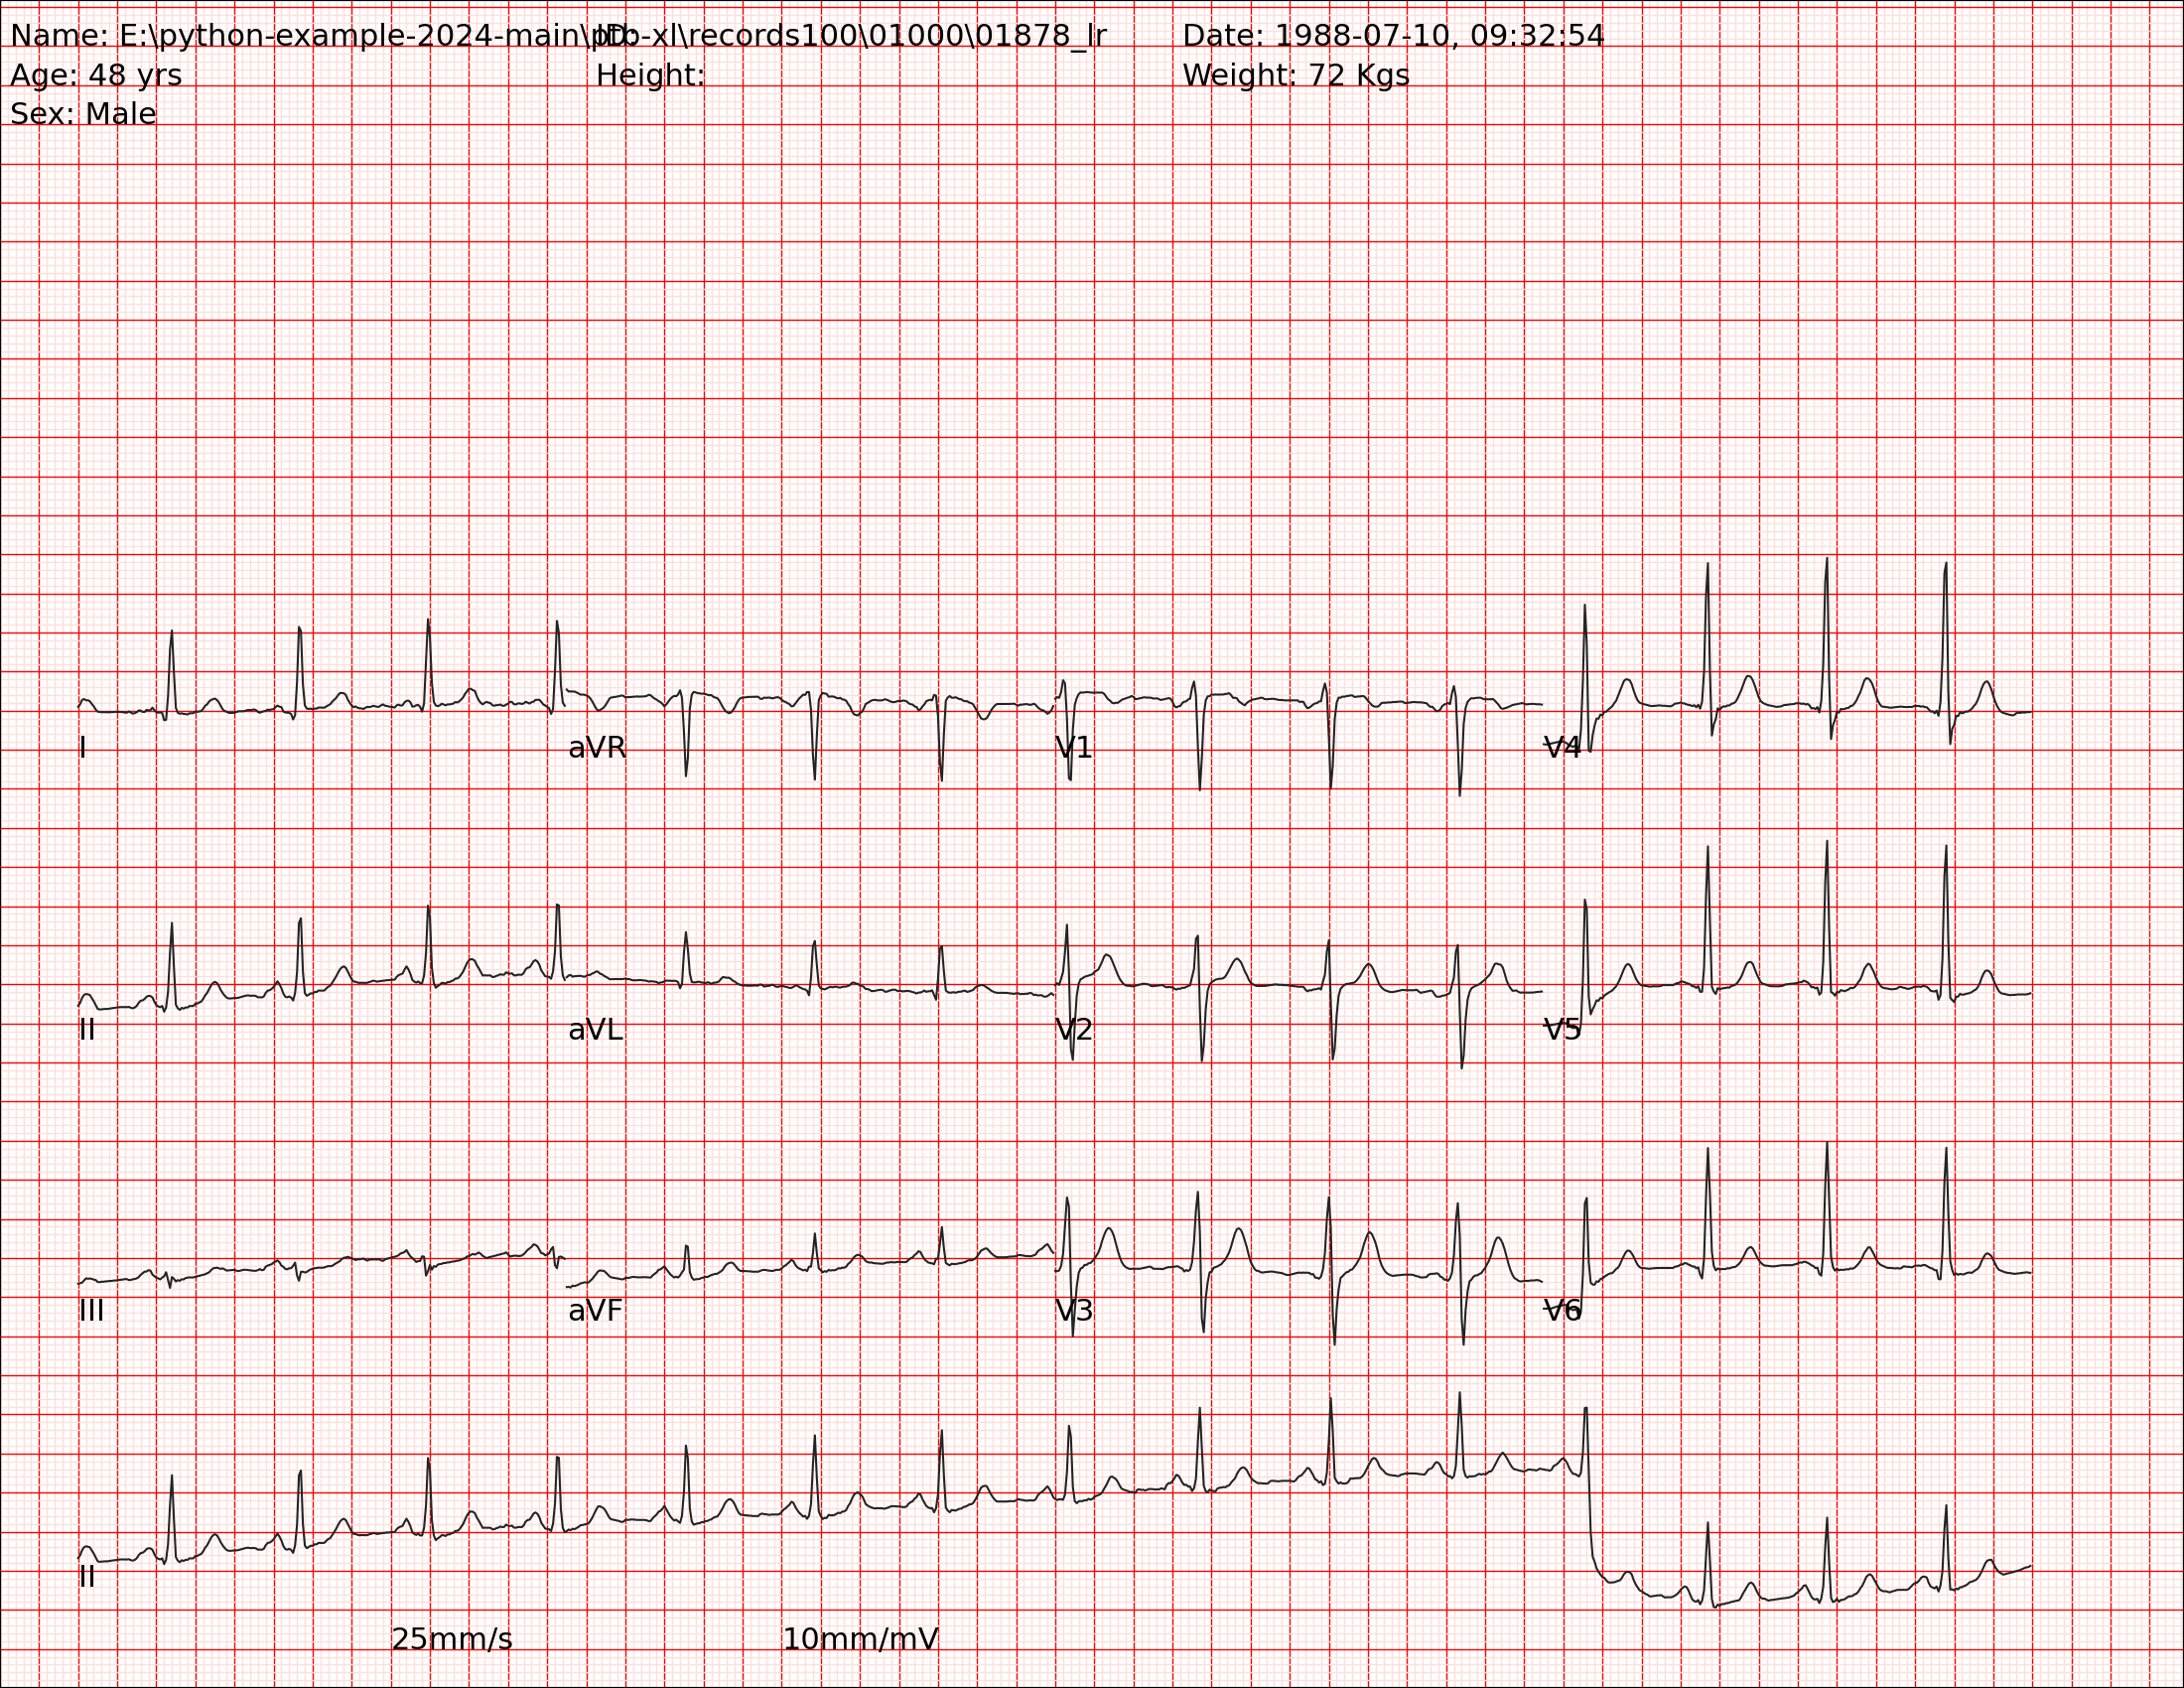 Name: E:\python-example-2024-main\ptb-xl\records100\01000\01878_lr ID: Date: 1988-07-10, 09:32:54
Age: 48 yrs Height: Weight: 72 Kgs
Sex: Male
I aVR V1 V4
II aVL V2 V5
III aVF V3 V6
II
25mm/s 10mm/mV